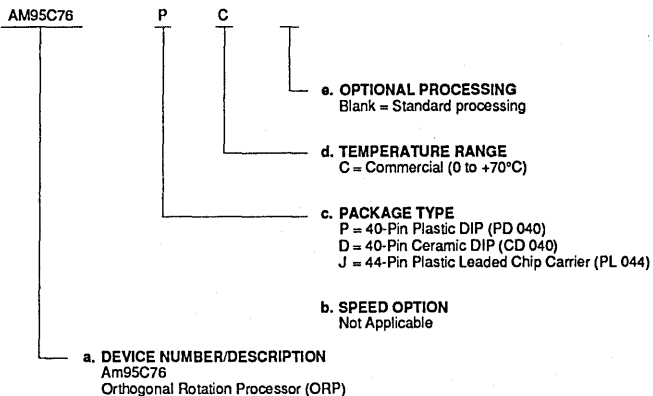 AM95C76 P C
e. OPTIONAL PROCESSING
Blank = Standard processing
d. TEMPERATURE RANGE
C = Commercial (0 to +70°C)
c. PACKAGE TYPE
P = 40-Pin Plastic DIP (PD 040)
D = 40-Pin Ceramic DIP (CD 040)
J = 44-Pin Plastic Leaded Chip Carrier (PL 044)
b. SPEED OPTION
Not Applicable
a. DEVICE NUMBER/DESCRIPTION
Am95C76
Orthogonal Rotation Processor (ORP)